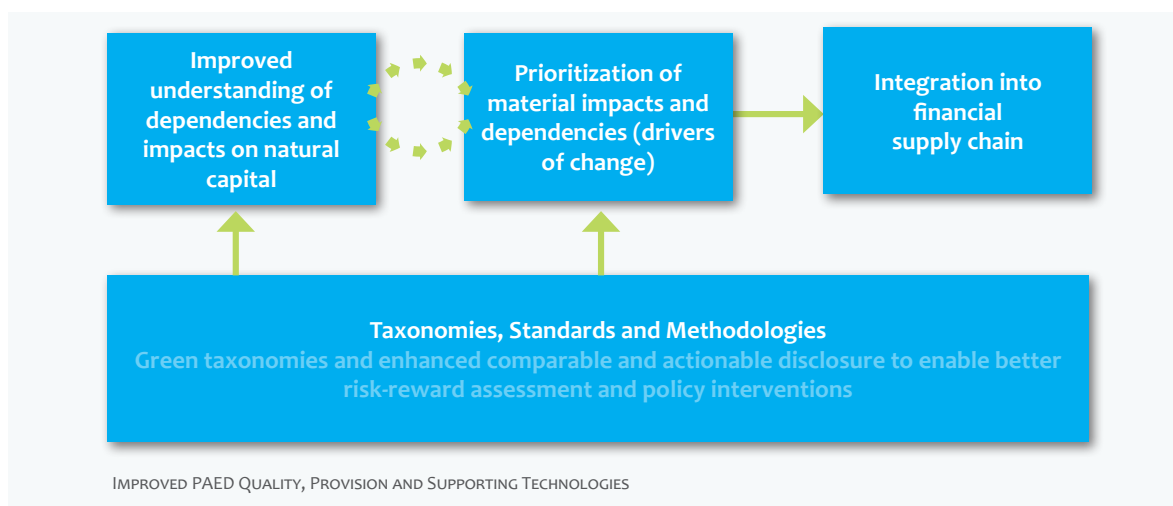 Improved
understanding of
dependencies and
impacts on natural
capital
Prioritization of
material impacts and
dependencies (drivers
of change)
Integration into
financial
supply chain
Taxonomies, Standards and Methodologies
Green taxonomies and enhanced comparable and actionable disclosure to enable better
risk-reward assessment and policy interventions
Improved PAED Quality, Provision and Supporting Technologies